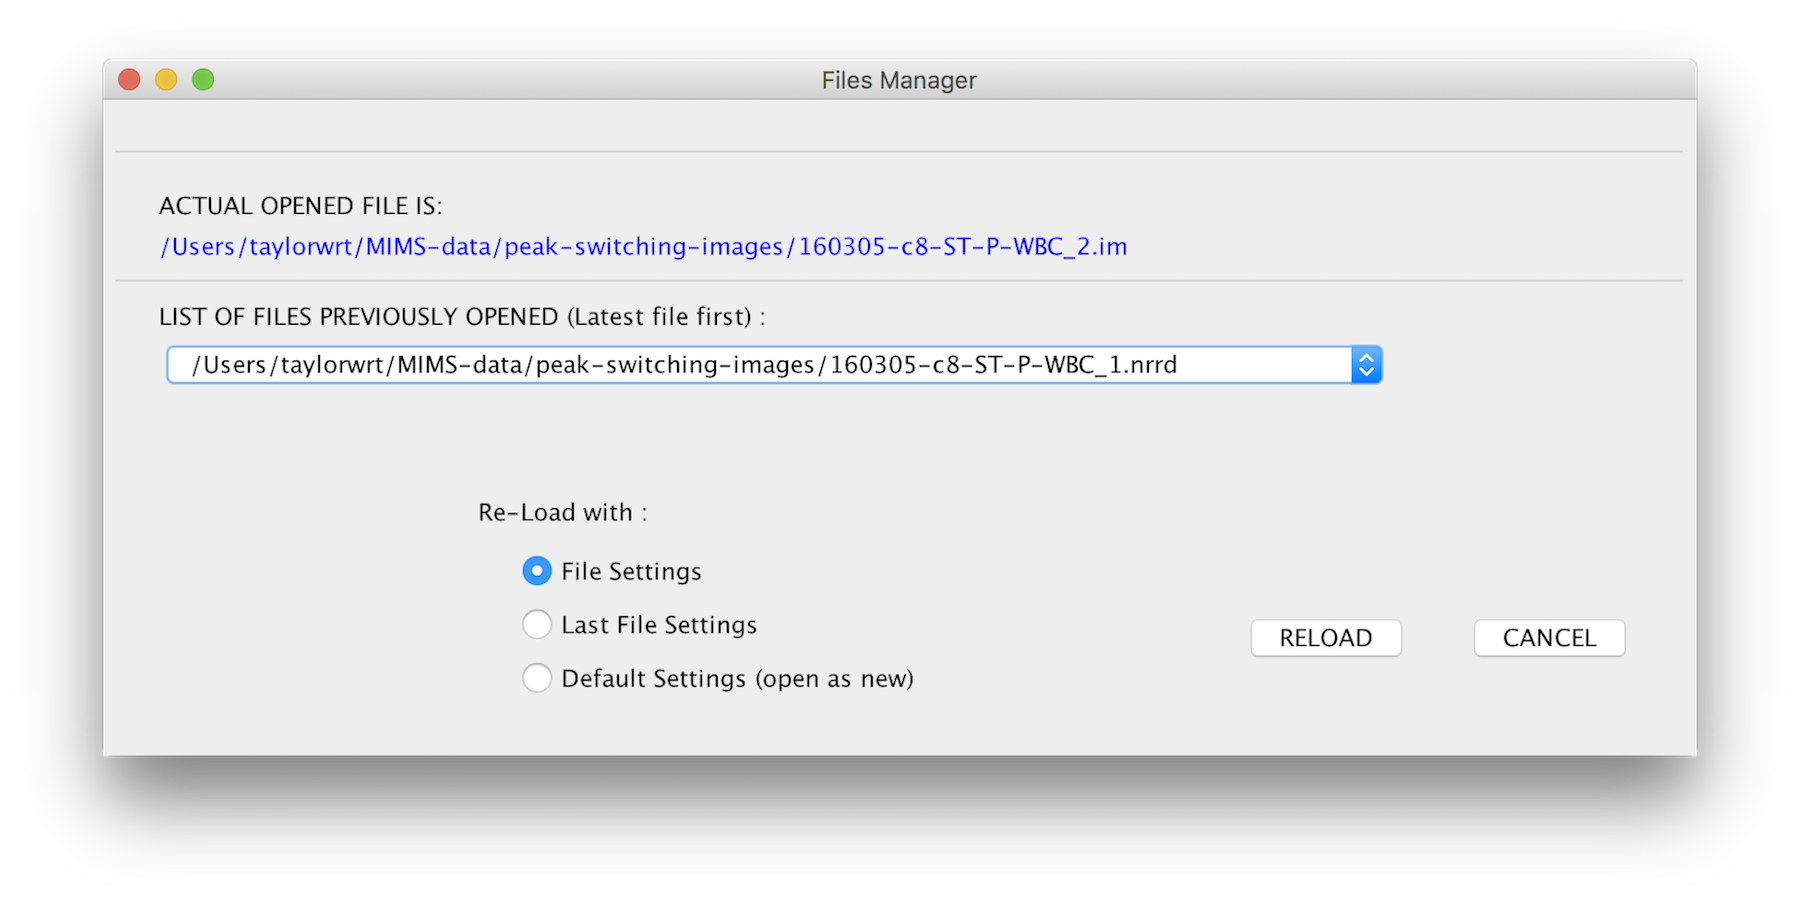 Files Manager
ACTUAL OPENED FILE IS:
/Users/taylorwrt/MIMS-data/peak-switching-images/160305-c8-ST-P-WBC_2.im
LIST OF FILES PREVIOUSLY OPENED (Latest file first) :
/Users/taylorwrt/MIMS-data/peak-switching-images/160305-c8-ST-P-WBC_1.nrrd
Re-Load with :
File Settings
Last File Settings
Default Settings (open as new)
RELOAD
CANCEL